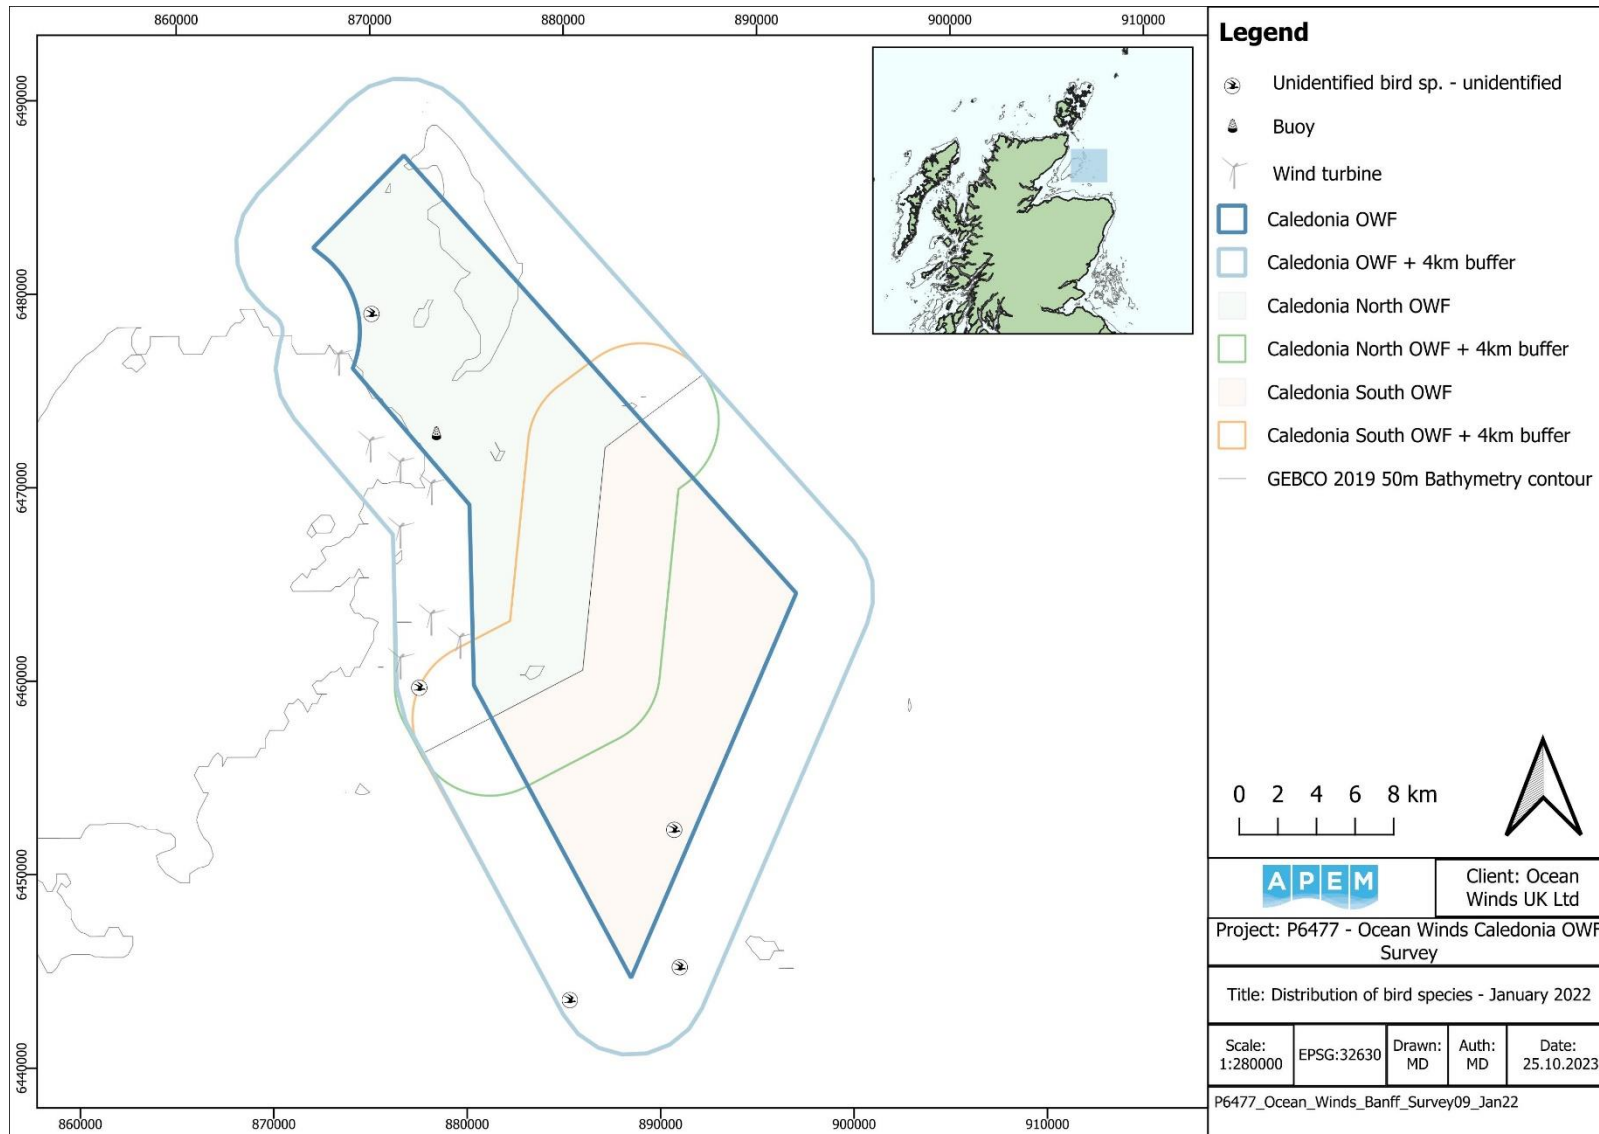 860000 870000 880000 890000 900000 910000
6490000
6480000
6470000
6460000
6450000
6440000
860000 870000 880000 890000 900000 910000
Legend
Unidentified bird sp. - unidentified
Buoy
Wind turbine
Caledonia OWF
Caledonia OWF + 4km buffer
Caledonia North OWF
Caledonia North OWF + 4km buffer
Caledonia South OWF
Caledonia South OWF + 4km buffer
GEBCO 2019 50m Bathymetry contour
0 2 4 6 8 km
APEM
Client: Ocean
Winds UK Ltd
Project: P6477 - Ocean Winds Caledonia OWF
Survey
Title: Distribution of bird species - January 2022
Scale:
1:280000
EPSG:32630
Drawn:
MD
Auth:
MD
Date:
25.10.2023
P6477_Ocean_Winds_Banff_Survey09_Jan22